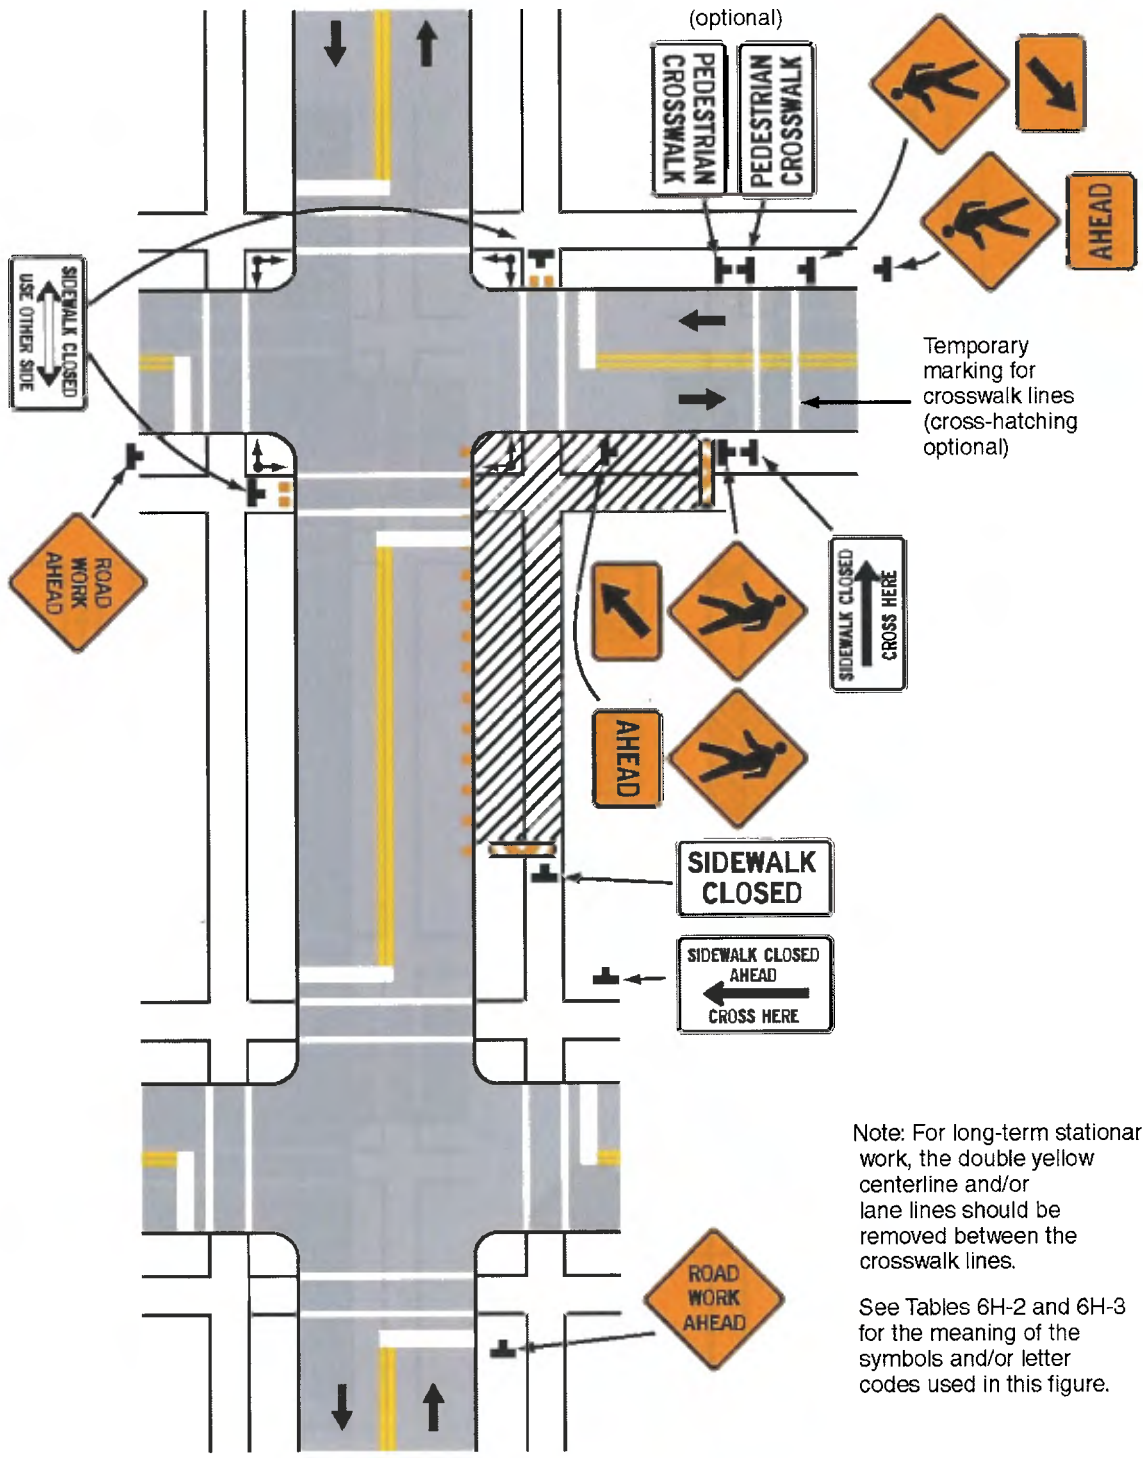 (optional)
PEDESTRIAN
CROSSWALK
PEDESTRIAN
CROSSWALK
AHEAD
SIDEWALK CLOSED
USE OTHER SIDE
Temporary
marking for
crosswalk lines
(cross-hatching
optional)
ROAD
WORK
AHEAD
SIDEWALK CLOSED
CROSS HERE
AHEAD
SIDEWALK
CLOSED
SIDEWALK CLOSED
AHEAD
CROSS HERE
Note: For long-term stationar
work, the double yellow
centerline and/or
lane lines should be
removed between the
crosswalk lines.
ROAD
WORK
AHEAD
See Tables 6H-2 and 6H-3
for the meaning of the
symbols and/or letter
codes used in this figure.